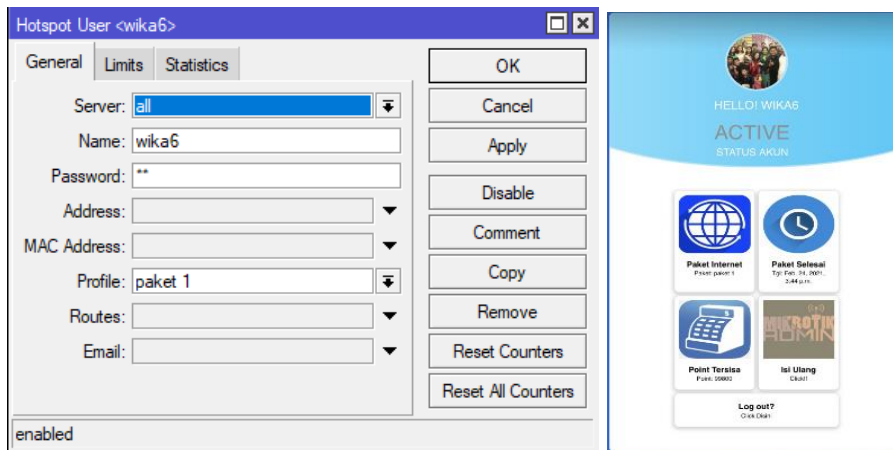 Hotspot User <wika6>
General Limits Statistics
Server: all
Name: wika6
Password: **
Address:
MAC Address:
Profile: paket 1
Routes:
Email:
OK
Cancel
Apply
Disable
Comment
Copy
Remove
Reset Counters
Reset All Counters
enabled
HELLO! WIKA6
ACTIVE
STATUS AKUN
Paket Internet
Paket: paket 1
Paket Selesai
Tgl: Feb. 24, 2021,
3:44 p.m.
MIKROTIK
ADMIN
Point Tersisa
Point: 99600
Isi Ulang
Click!!
Log out?
Click Disini